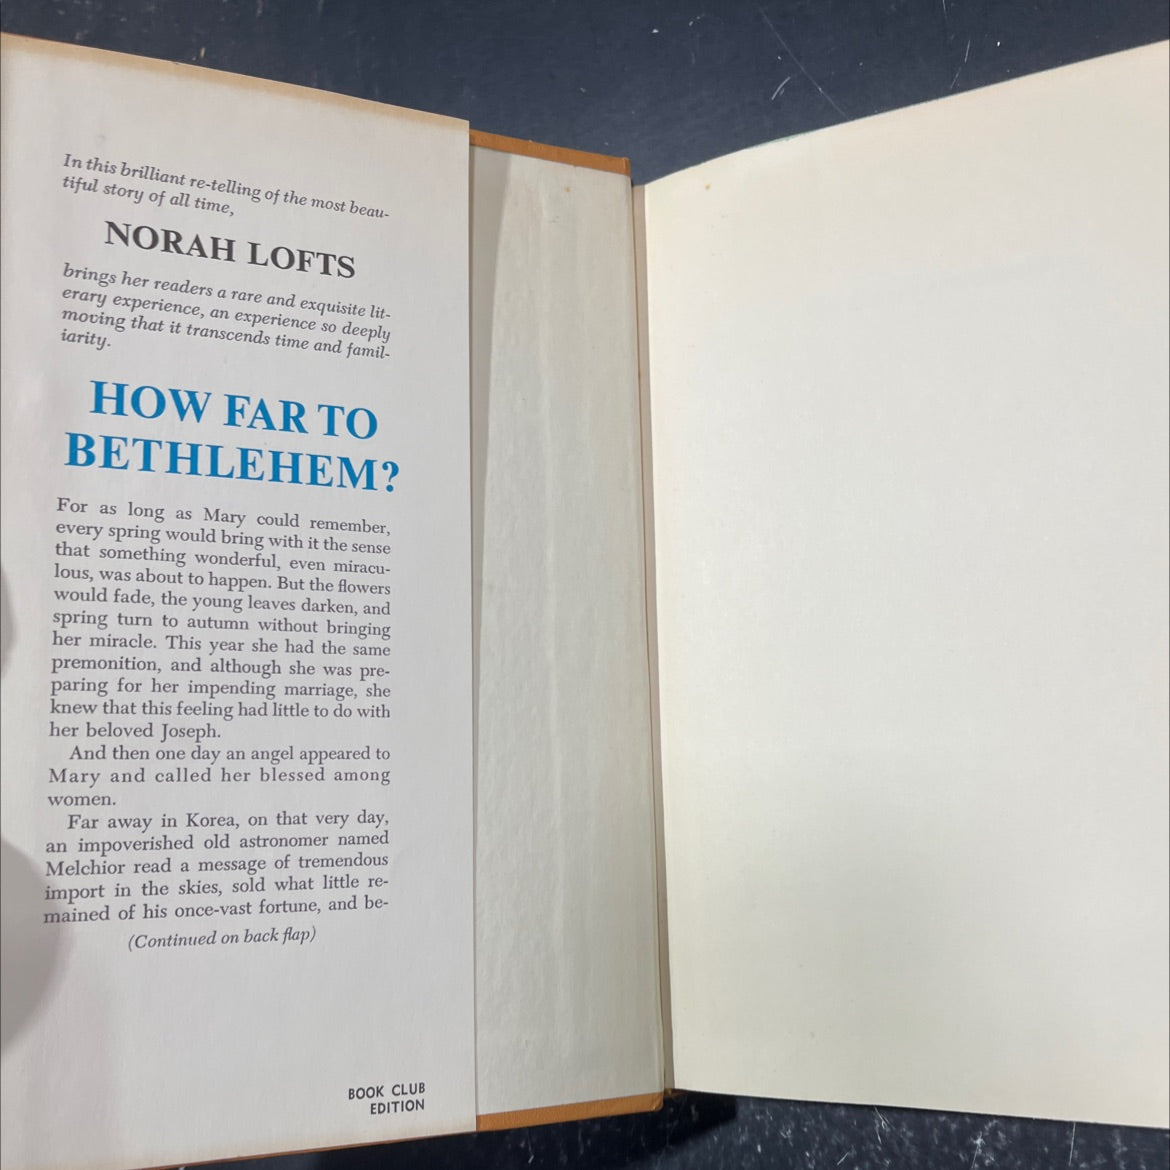 In this brilliant re-telling of the most beau-
tiful story of all time,
NORAH LOFTS
brings her readers a rare and exquisite lit-
erary experience, an experience so deeply
moving that it transcends time and famil-
iarity.
HOW FAR TO
BETHLEHEM?
For as long as Mary could remember,
every spring would bring with it the sense
that something wonderful, even miracu-
lous, was about to happen. But the flowers
would fade, the young leaves darken, and
spring turn to autumn without bringing
her miracle. This year she had the same
premonition, and although she was pre-
paring for her impending marriage, she
knew that this feeling had little to do with
her beloved Joseph.
And then one day an angel appeared to
Mary and called her blessed among
women.
Far away in Korea, on that very day,
an impoverished old astronomer named
Melchior read a message of tremendous
import in the skies, sold what little re-
mained of his once-vast fortune, and be-
(Continued on back flap)
BOOK CLUB
EDITION